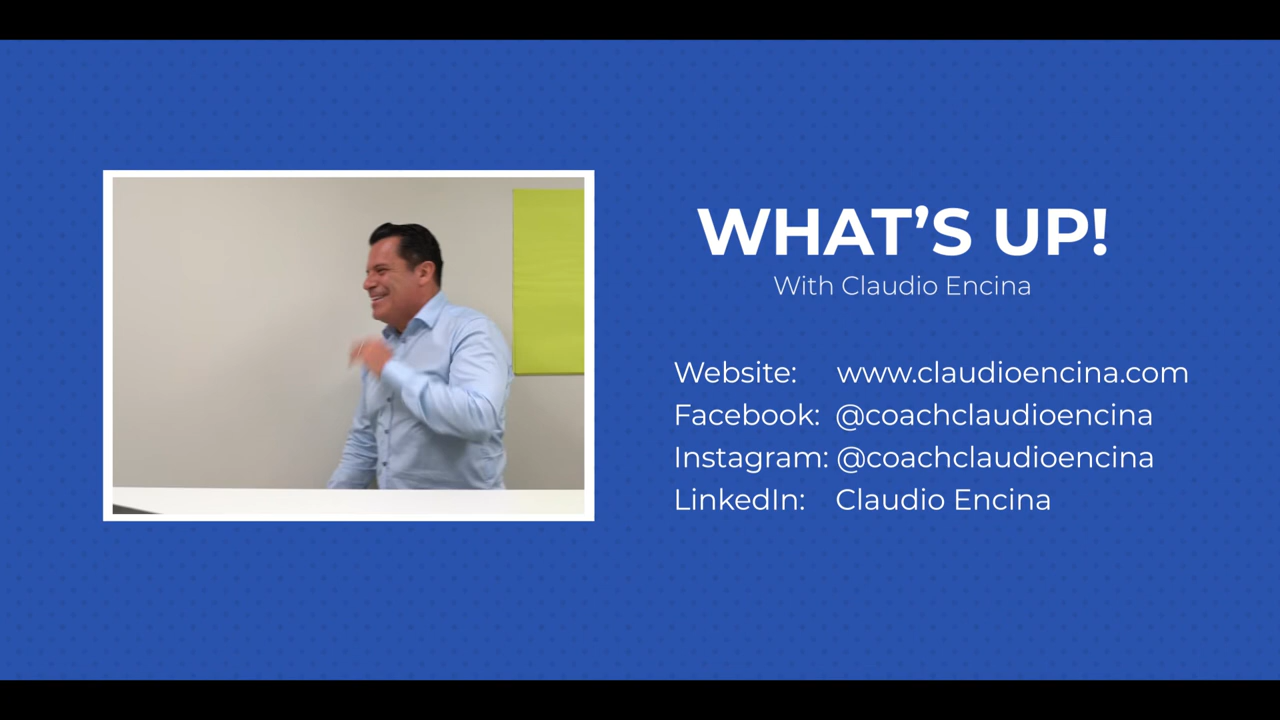 WHAT’S UP!
With Claudio Encina
Website: www.claudioencina.com
Facebook: @coachclaudioencina
Instagram: @coachclaudioencina
LinkedIn: Claudio Encina